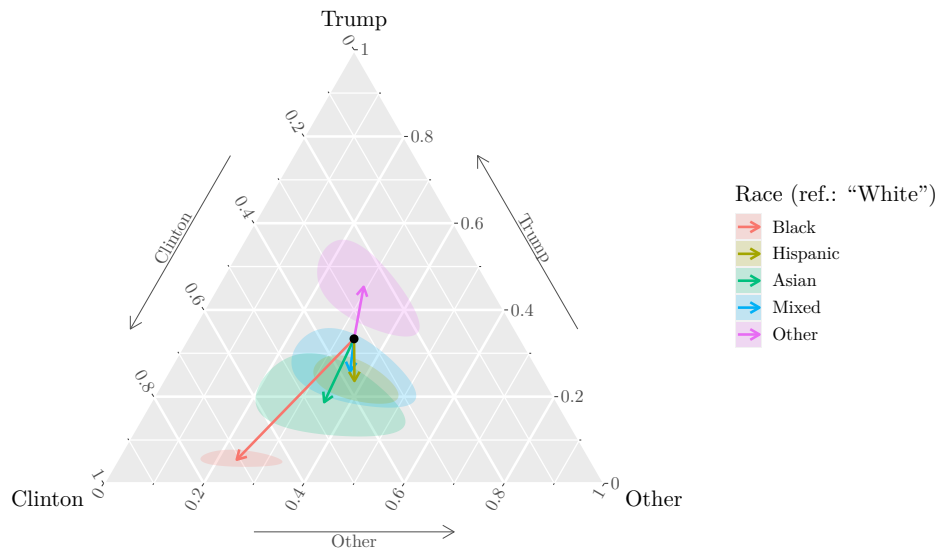 Trump
0
1
0.2
0.8
0.4
0.6
Clinton
Trump
0.6
0.4
0.8
0.2
1
0
0
Clinton
Other
0.2
0.4
0.6
0.8
1
Other
Race (ref.: “White”)
Black
Hispanic
Asian
Mixed
Other